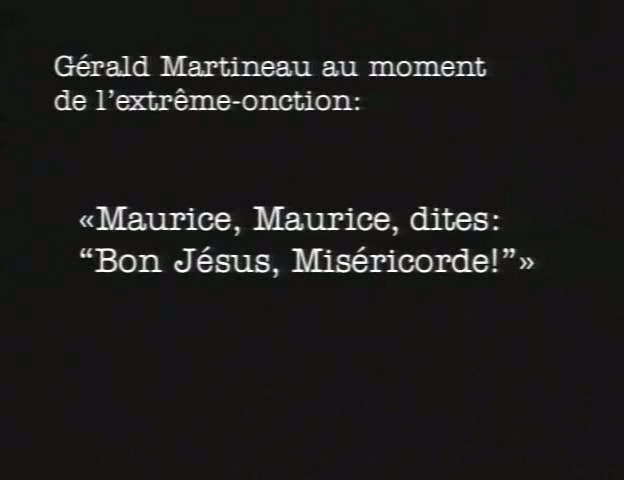 Gérald Martineau au moment
de l'extrême-onction:
«Maurice, Maurice, dites:
“Bon Jésus, Miséricorde!”»